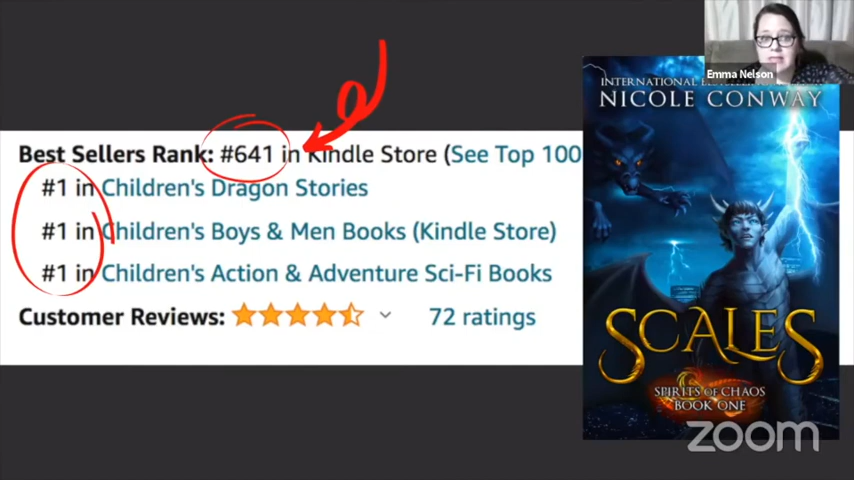 Emma Nelson
Best Sellers Rank: #641 in Kindle Store (See Top 100
#1 in Children's Dragon Stories
#1 in Children's Boys & Men Books (Kindle Store)
#1 in Children's Action & Adventure Sci-Fi Books
Customer Reviews: 72 ratings
INTERNATIONAL
NICOLE CONWAY
SCALES
SPIRITS OF CHAOS
BOOK ONE
zoom